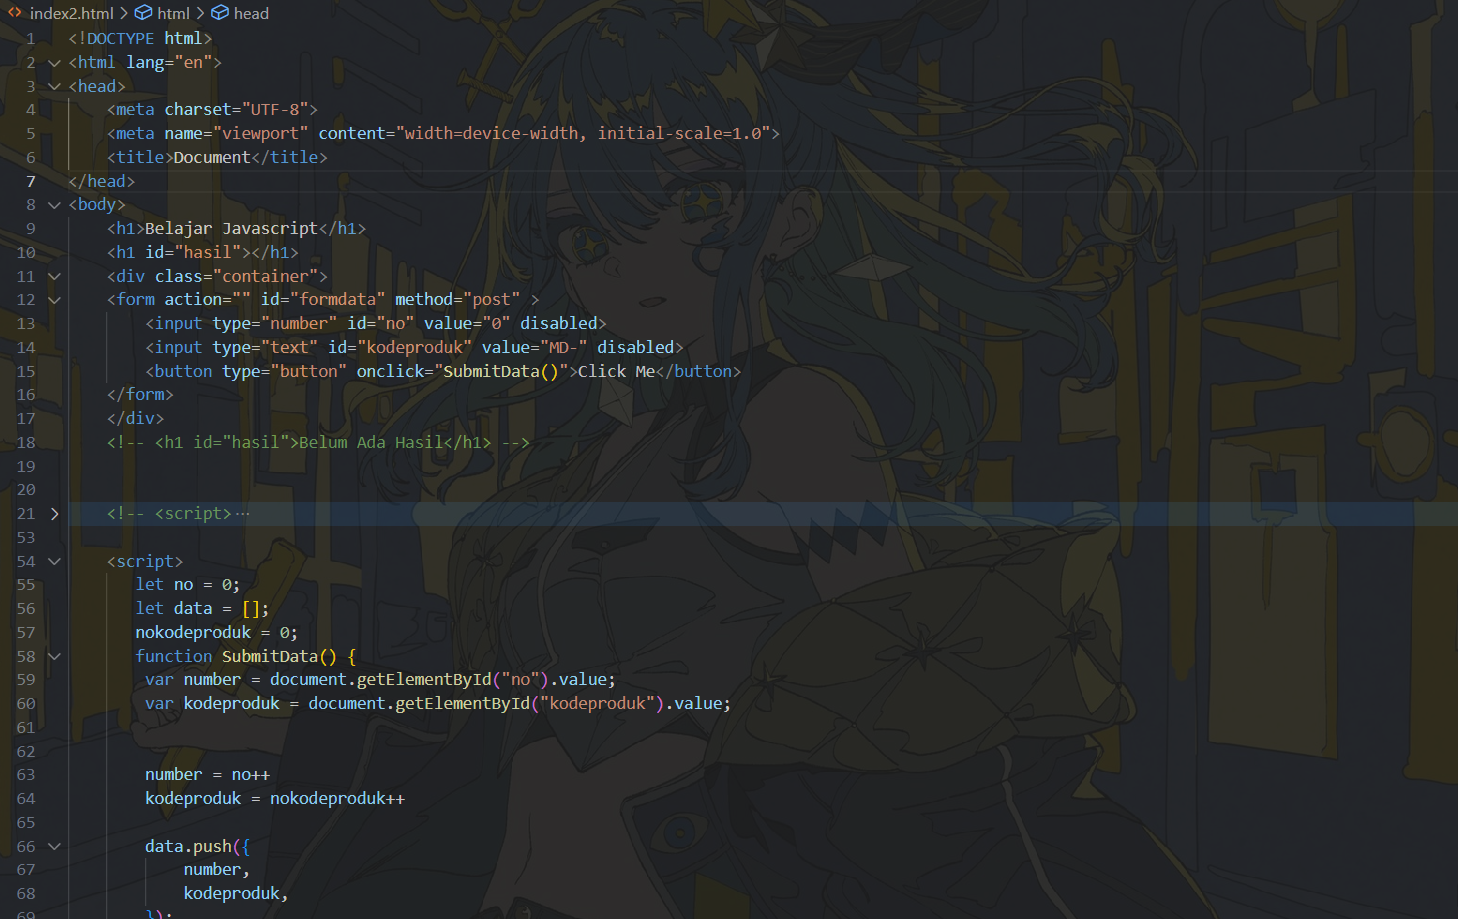 index2.html > html > head
1 <!DOCTYPE html>
2 <html lang="en">
3 <head>
4 <meta charset="UTF-8">
5 <meta name="viewport" content="width=device-width, initial-scale=1.0">
6 <title>Document</title>
7 </head>
8 <body>
9 <h1>Belajar Javascript</h1>
10 <h1 id="hasil"></h1>
11 <div class="container">
12 <form action="" id="formdata" method="post" >
13 <input type="number" id="no" value="0" disabled>
14 <input type="text" id="kodeproduk" value="MD-" disabled>
15 <button type="button" onclick="SubmitData()">Click Me</button>
16 </form>
17 </div>
18 <!-- <h1 id="hasil">Belum Ada Hasil</h1> -->
19
20
21 <!-- <script>…
53
54 <script>
55 let no = 0;
56 let data = [];
57 nokodeproduk = 0;
58 function SubmitData() {
59 var number = document.getElementById("no").value;
60 var kodeproduk = document.getElementById("kodeproduk").value;
61
62
63 number = no++
64 kodeproduk = nokodeproduk++
65
66 data.push({
67 number,
68 kodeproduk,
69 });